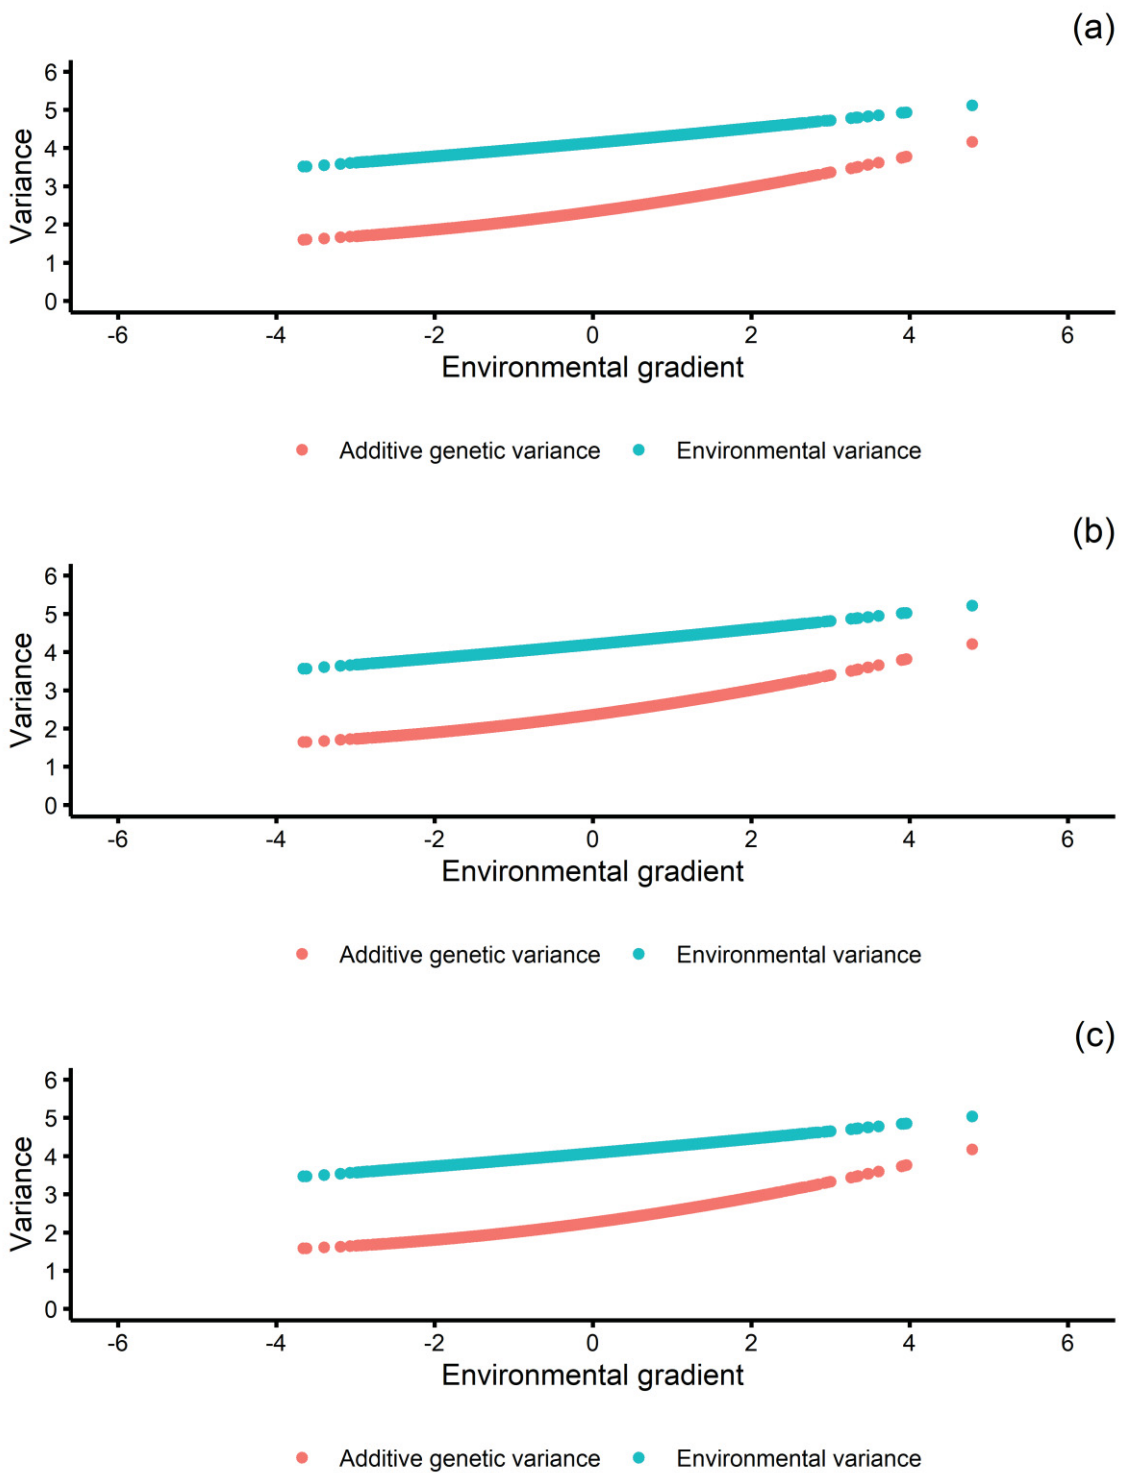 (a)
6
5
4
3
2
1
0
Variance
-6 -4 -2 0 2 4 6
Environmental gradient
Additive genetic variance Environmental variance
(b)
6
5
4
3
2
1
0
Variance
-6 -4 -2 0 2 4 6
Environmental gradient
Additive genetic variance Environmental variance
(c)
6
5
4
3
2
1
0
Variance
-6 -4 -2 0 2 4 6
Environmental gradient
Additive genetic variance Environmental variance